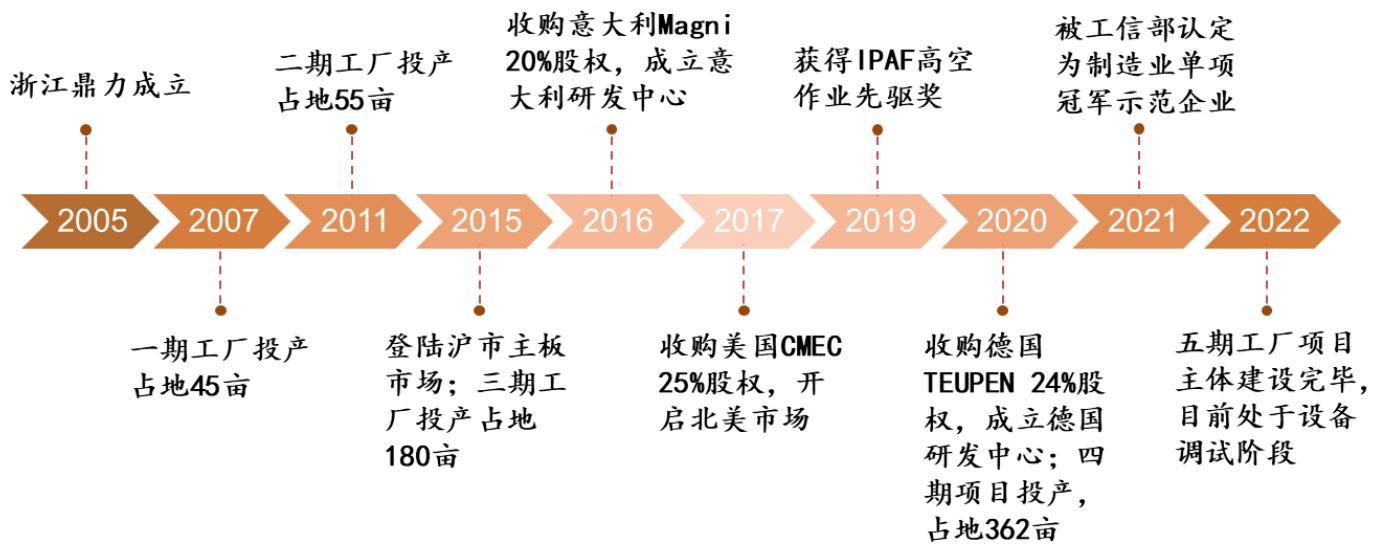 浙江鼎力成立
二期工厂投产
占地55亩
收购意大利Magni
20%股权，成立意
大利研发中心
获得IPAF高空
作业先驱奖
被工信部认定
为制造业单项
冠军示范企业
2005
2007
2011
2015
2016
2017
2019
2020
2021
2022
一期工厂投产
占地45亩
登陆沪市主板
市场；三期工
厂投产占地
180亩
收购美国CMEC
25%股权，开
启北美市场
收购德国
TEUPEN 24%股
权，成立德国
研发中心；四
期项目投产，
占地362亩
五期工厂项目
主体建设完毕，
目前处于设备
调试阶段